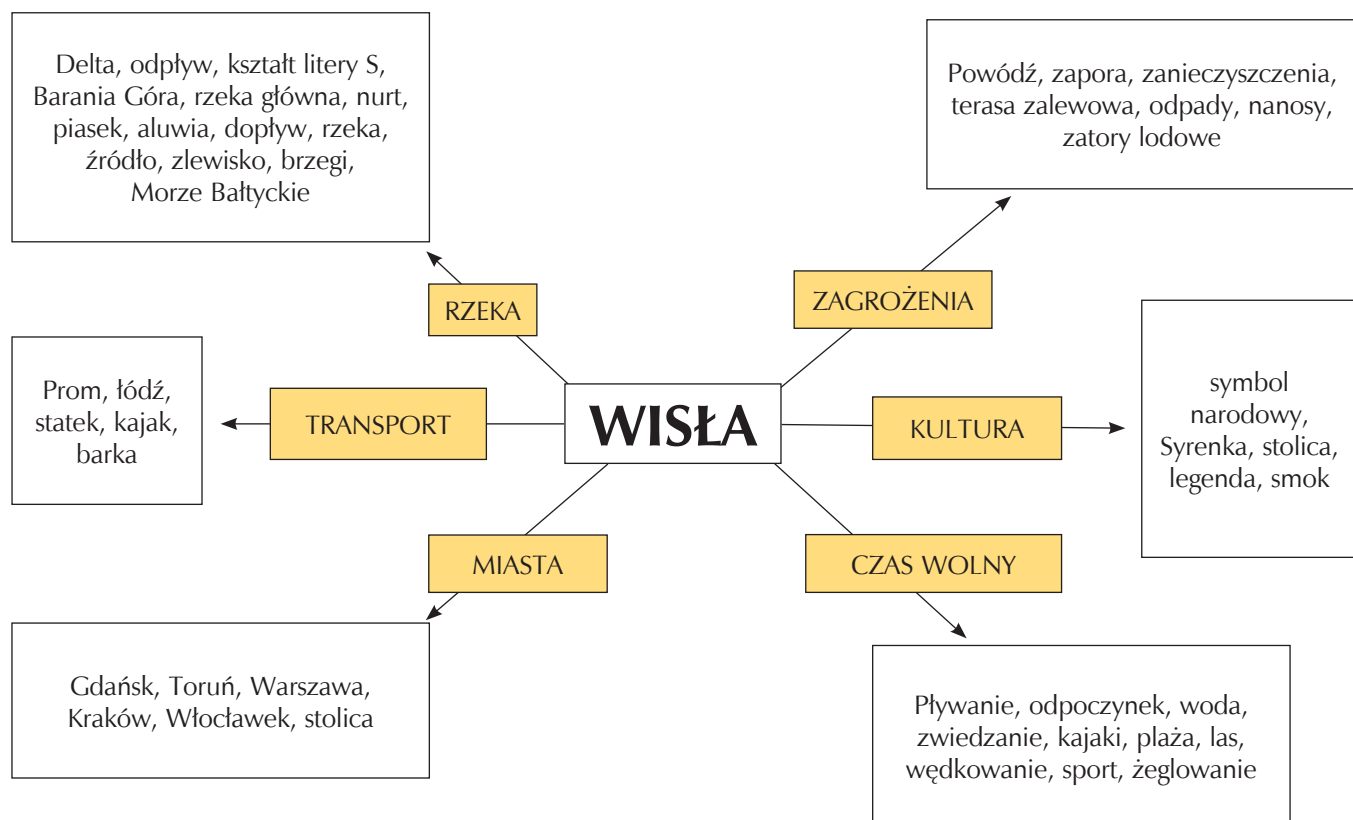 Delta, odpływ, kształt litery S,
Barania Góra, rzeka główna, nurt,
piasek, aluwia, dopływ, rzeka,
źródło, zlewisko, brzegi,
Morze Bałtyckie
Powódź, zapora, zanieczyszczenia,
terasa zalewowa, odpady, nanosy,
zatory lodowe
RZEKA
ZAGROŻENIA
Prom, łódź,
statek, kajak,
barka
TRANSPORT
WISŁA
KULTURA
symbol
narodowy,
Syrenka, stolica,
legenda, smok
MIASTA
CZAS WOLNY
Gdańsk, Toruń, Warszawa,
Kraków, Włocławek, stolica
Pływanie, odpoczynek, woda,
zwiedzanie, kajaki, plaża, las,
wędkowanie, sport, żeglowanie